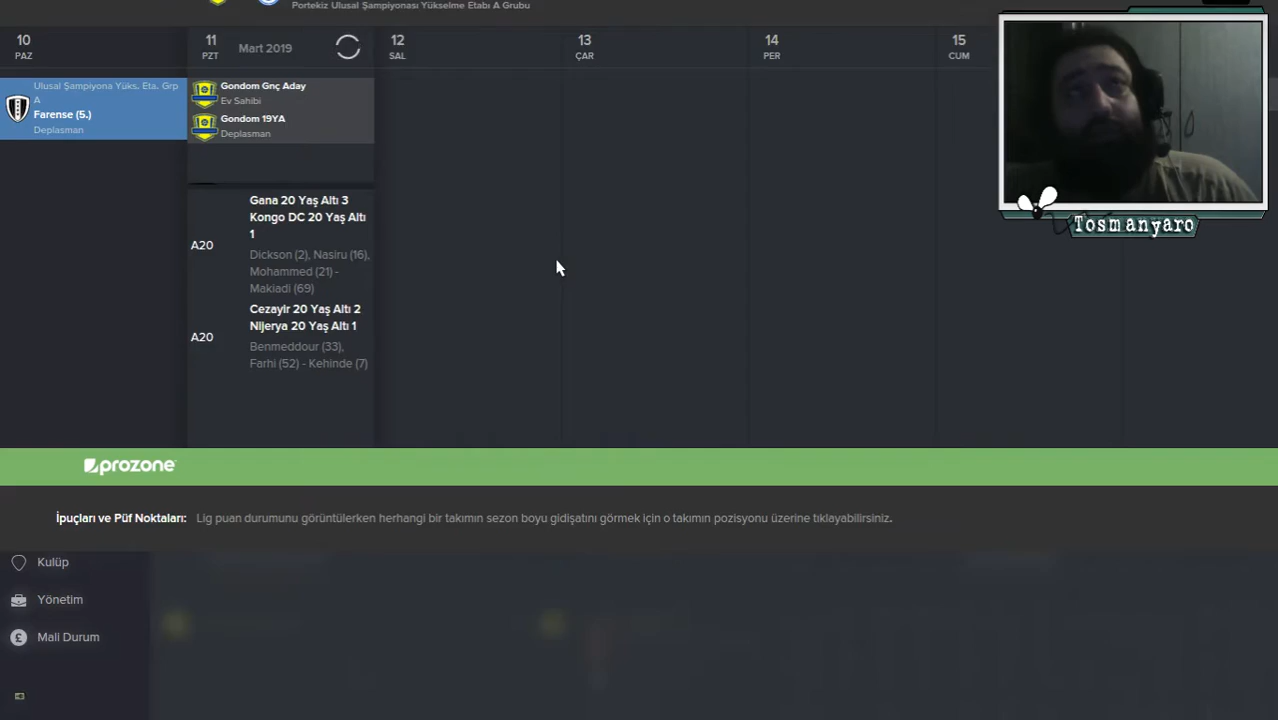 Portekiz Ulusal Şampiyonası Yükselme Etabı A Grubu
10
PAZ
11
PZT
Mart 2019
12
SAL
13
ÇAR
14
PER
15
CUM
Ulusal Şampiyona Yüks. Eta. Grp
A
Farense (5.)
Deplasman
Gondom Gnç Aday
Ev Sahibi
Gondom 19YA
Deplasman
A20
Gana 20 Yaş Altı 3
Kongo DC 20 Yaş Altı
1
Dickson (2), Nasiru (16),
Mohammed (21) -
Makiadi (69)
A20
Cezayir 20 Yaş Altı 2
Nijerya 20 Yaş Altı 1
Benmeddour (33),
Farhi (52) - Kehinde (7)
Tosmanyaro
prozone
İpuçları ve Püf Noktaları: Lig puan durumunu görüntülerken herhangi bir takımın sezon boyu gidişatını görmek için o takımın pozisyonu üzerine tıklayabilirsiniz.
Kulüp
Yönetim
Mali Durum